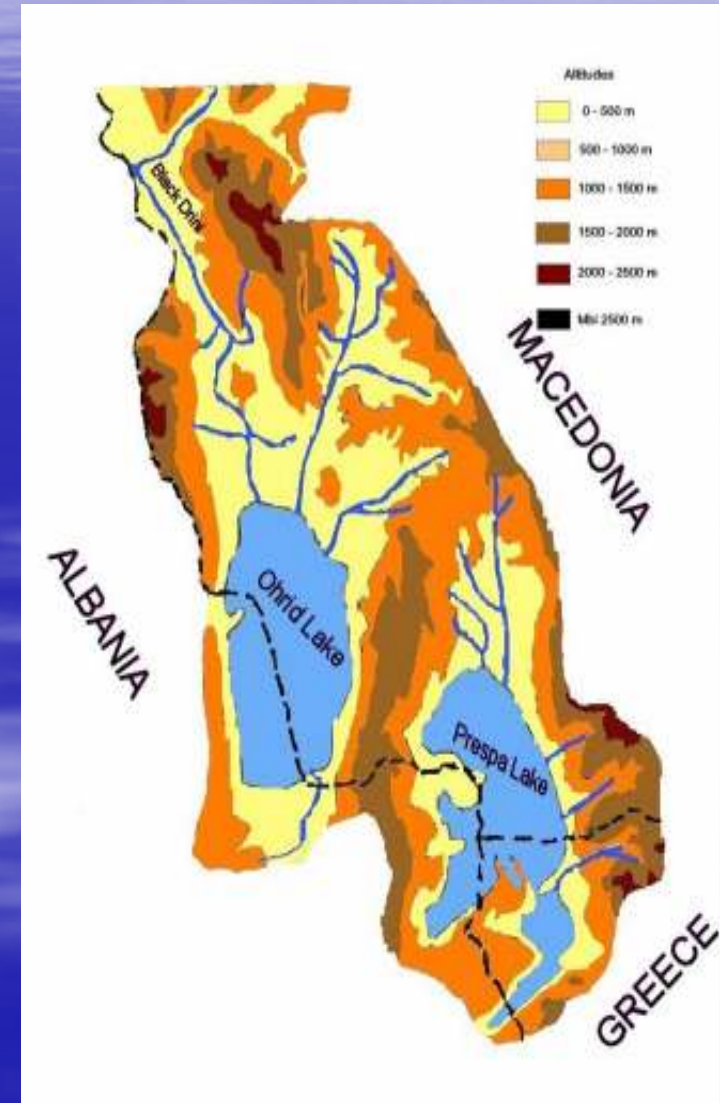 Altitudes
0 - 500 m
500 - 1000 m
1000 - 1500 m
1500 - 2000 m
2000 - 2500 m
2500 m
Black Drini
MACEDONIA
ALBANIA
Ohrid Lake
Prespa Lake
GREECE